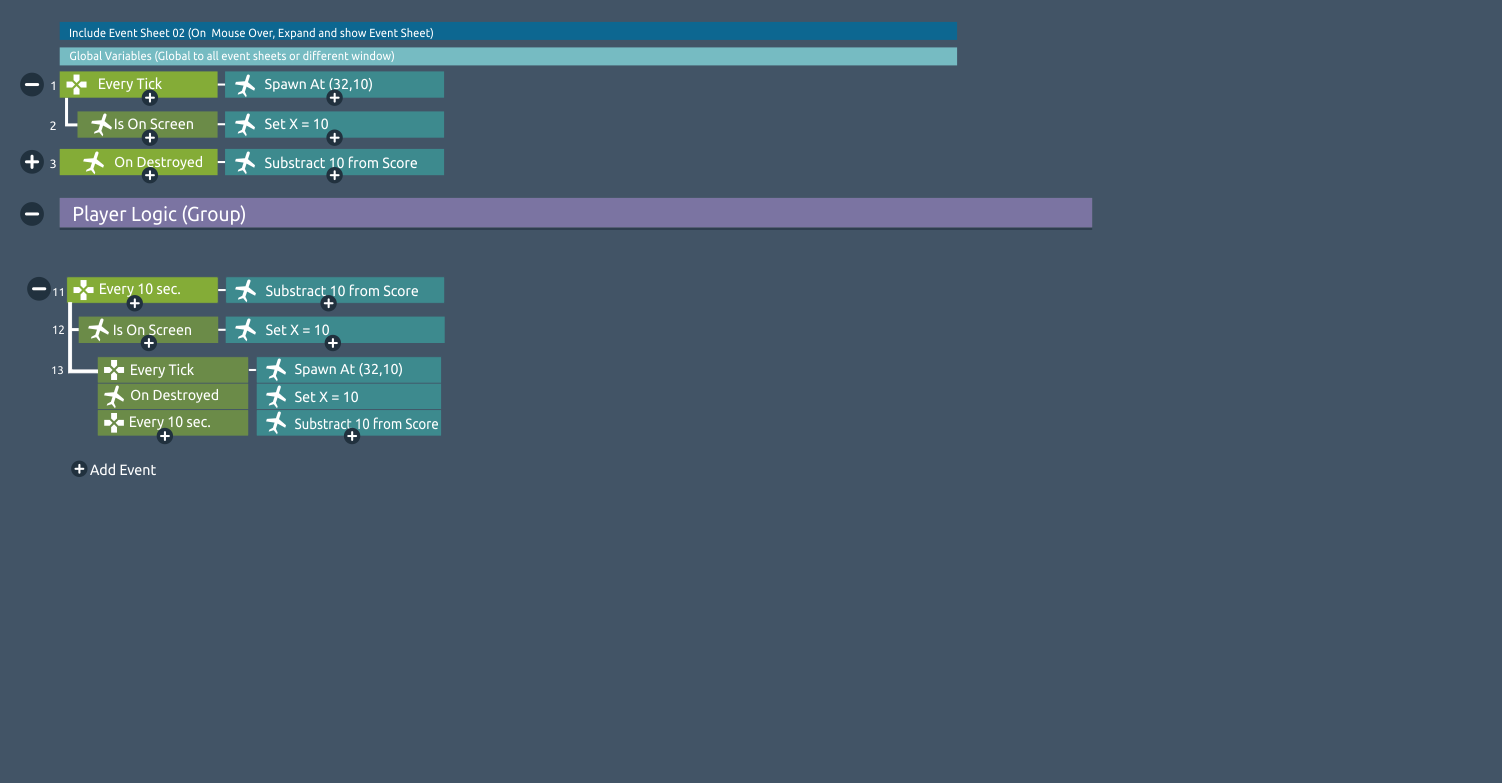 Include Event Sheet 02 (On Mouse Over, Expand and show Event Sheet)
Global Variables (Global to all event sheets or different window)
1 Every Tick Spawn At (32,10)
2 Is On Screen Set X = 10
3 On Destroyed Substract 10 from Score
Player Logic (Group)
11 Every 10 sec. Substract 10 from Score
12 Is On Screen Set X = 10
13 Every Tick Spawn At (32,10)
On Destroyed Set X = 10
Every 10 sec. Substract 10 from Score
Add Event